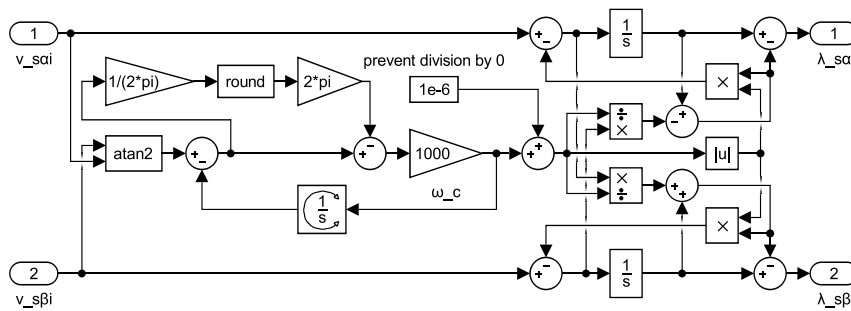 1
v_sαi
1
s
1
λ_sα
prevent division by 0
1/(2*pi)
round
2*pi
1e-6
×
÷
×
atan2
1000
|u|
ω_c
1
s
×
÷
×
2
v_sβi
1
s
2
λ_sβ